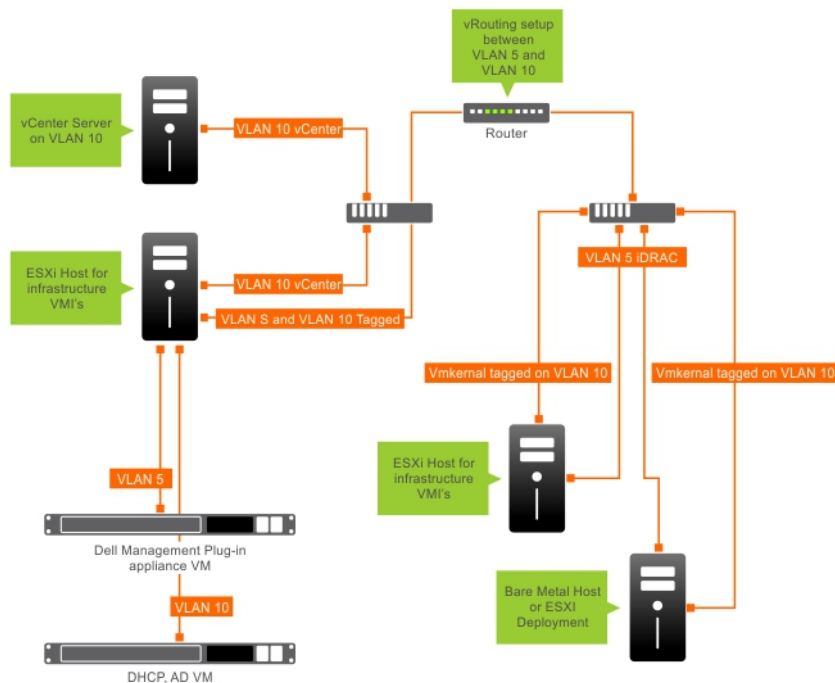 vRouting setup
between
VLAN 5 and
VLAN 10
vCenter Server
on VLAN 10
VLAN 10 vCenter
Router
ESXi Host for
infrastructure
VMI's
VLAN 10 vCenter
VLAN S and VLAN 10 Tagged
VLAN 5 iDRAC
Vmkernal tagged on VLAN 10
Vmkernal tagged on VLAN 10
ESXi Host for
infrastructure
VMI's
VLAN 5
Dell Management Plug-in
appliance VM
Bare Metal Host
or ESXI
Deployment
VLAN 10
DHCP, AD VM